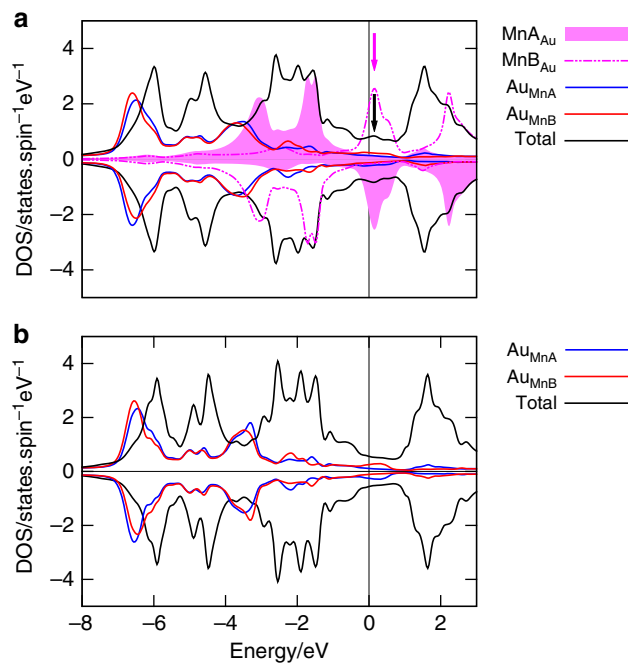 a
4
2
0
−2
−4
DOS/states.spin⁻¹eV⁻¹
MnA_Au
MnB_Au
Au_MnA
Au_MnB
Total
b
4
2
0
−2
−4
DOS/states.spin⁻¹eV⁻¹
Au_MnA
Au_MnB
Total
−8 −6 −4 −2 0 2
Energy/eV